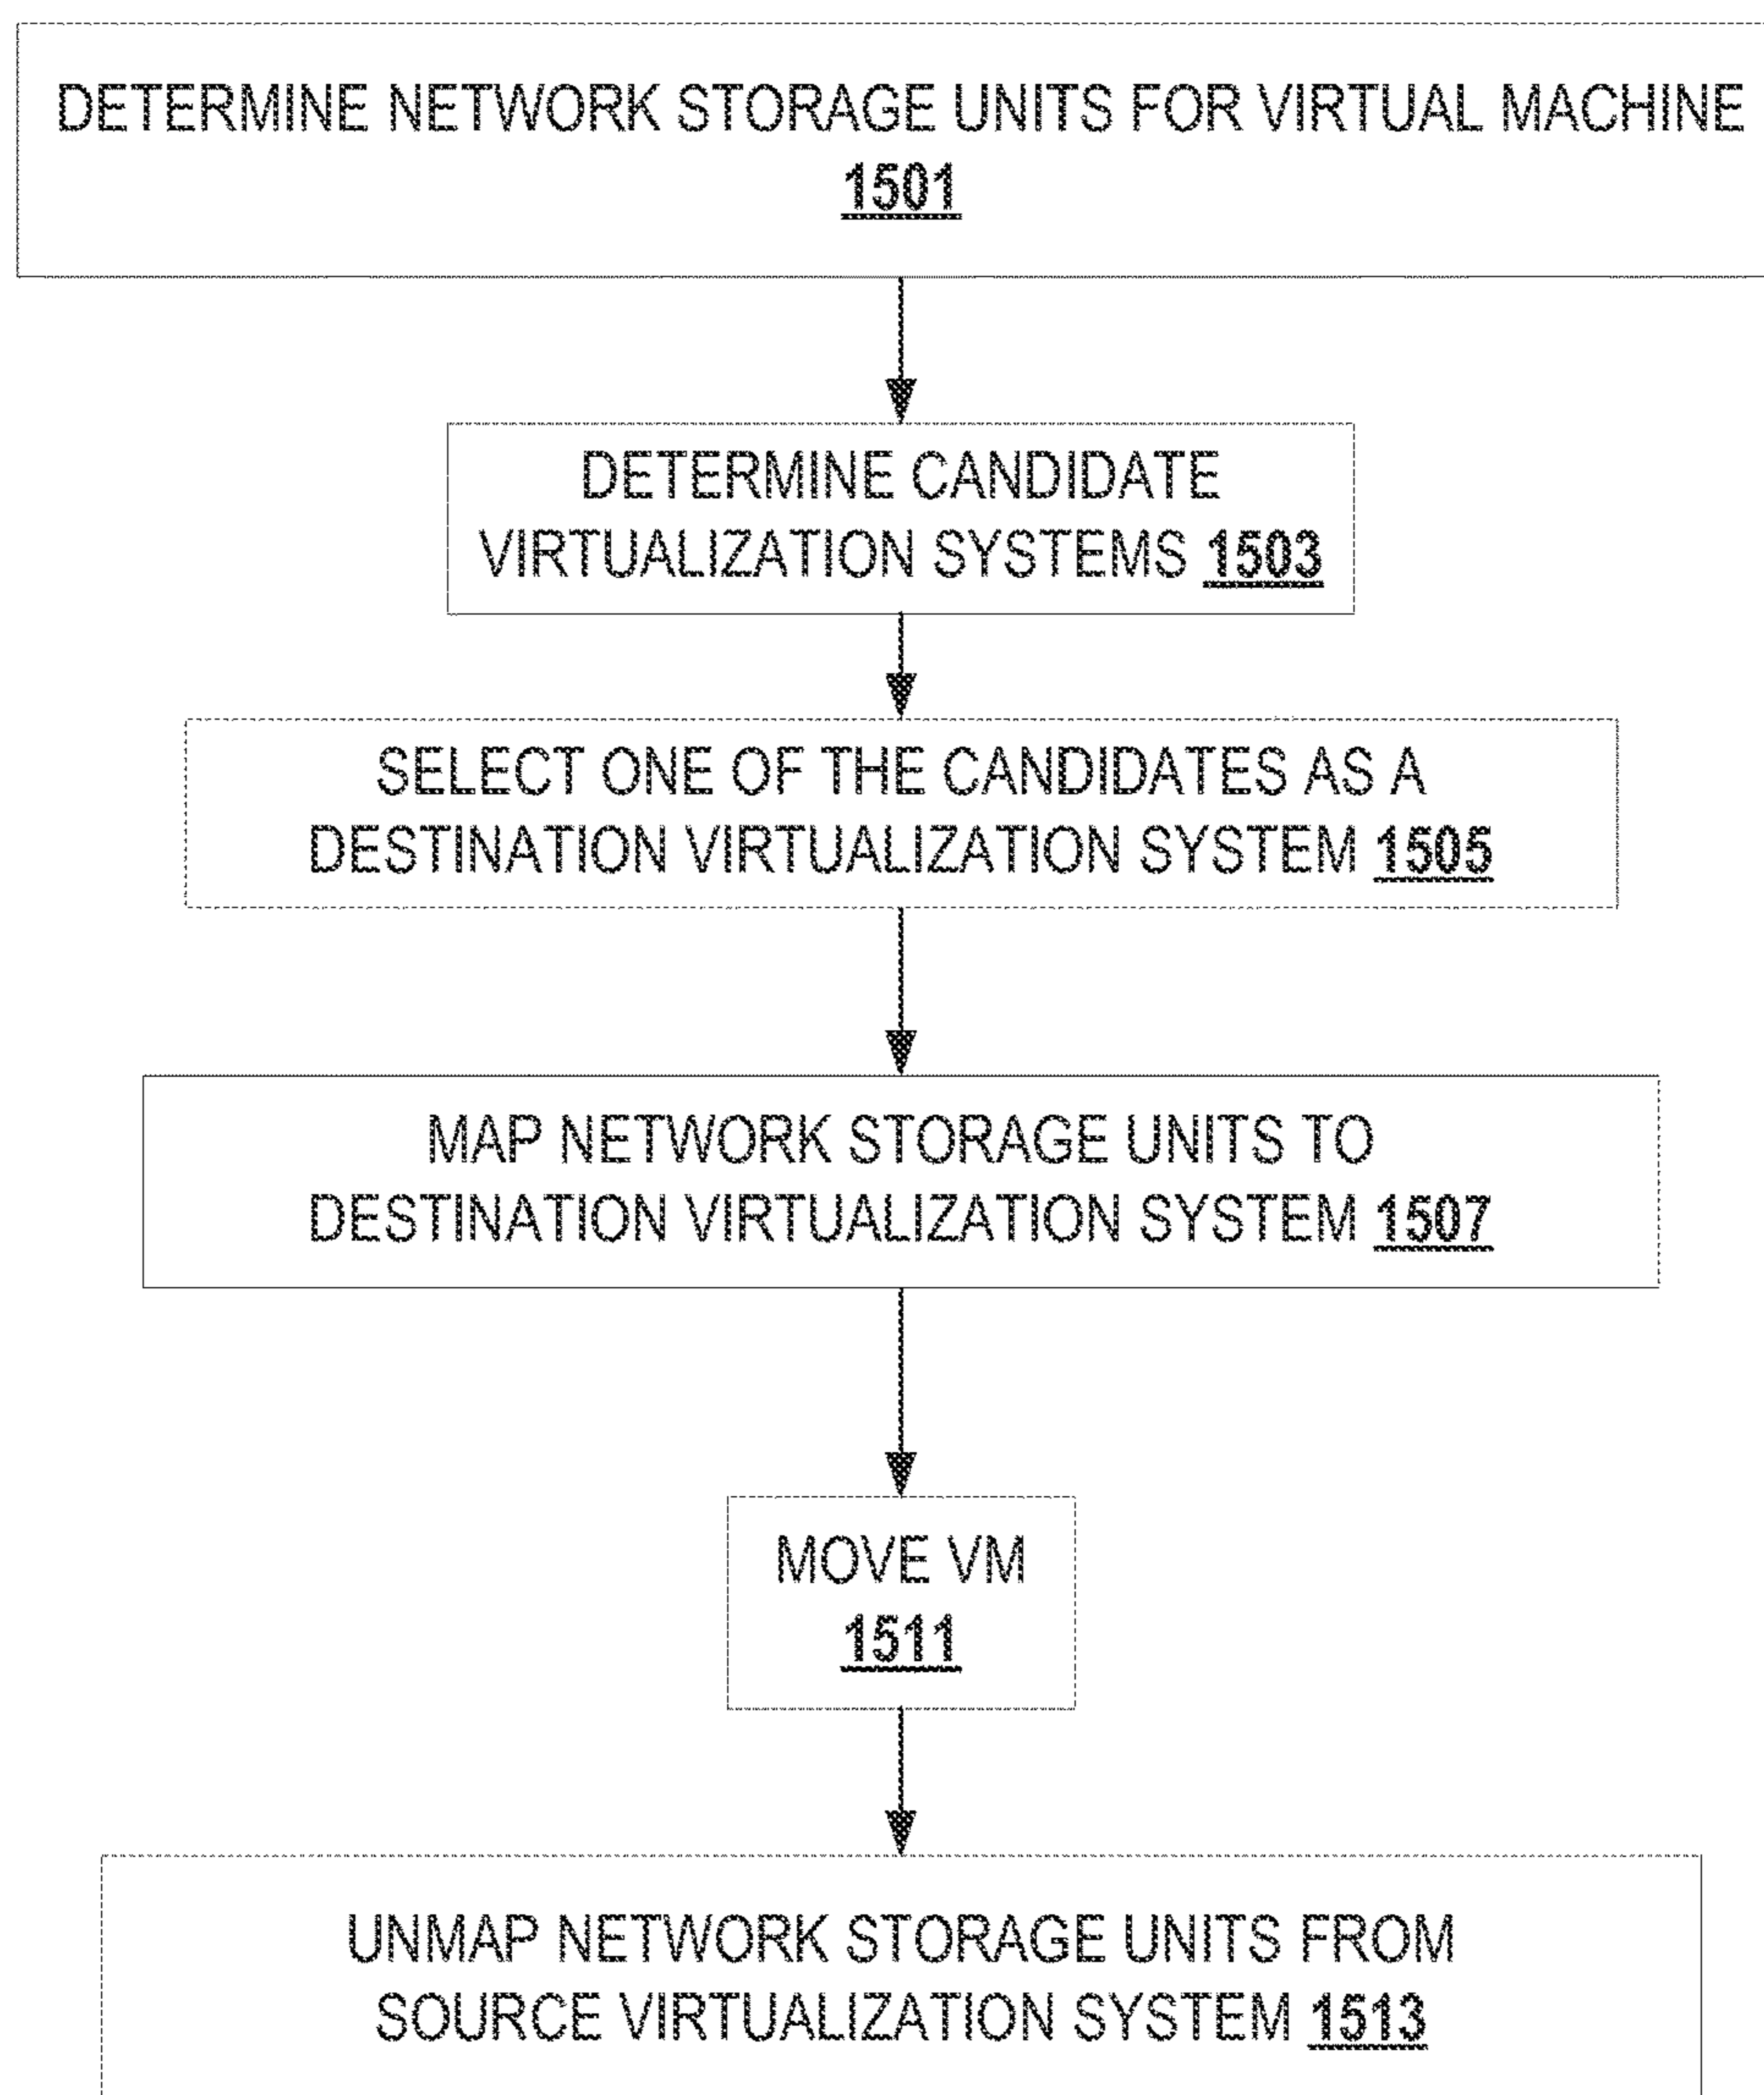 DETERMINE NETWORK STORAGE UNITS FOR VIRTUAL MACHINE
1501
DETERMINE CANDIDATE
VIRTUALIZATION SYSTEMS 1503
SELECT ONE OF THE CANDIDATES AS A
DESTINATION VIRTUALIZATION SYSTEM 1505
MAP NETWORK STORAGE UNITS TO
DESTINATION VIRTUALIZATION SYSTEM 1507
MOVE VM
1511
UNMAP NETWORK STORAGE UNITS FROM
SOURCE VIRTUALIZATION SYSTEM 1513